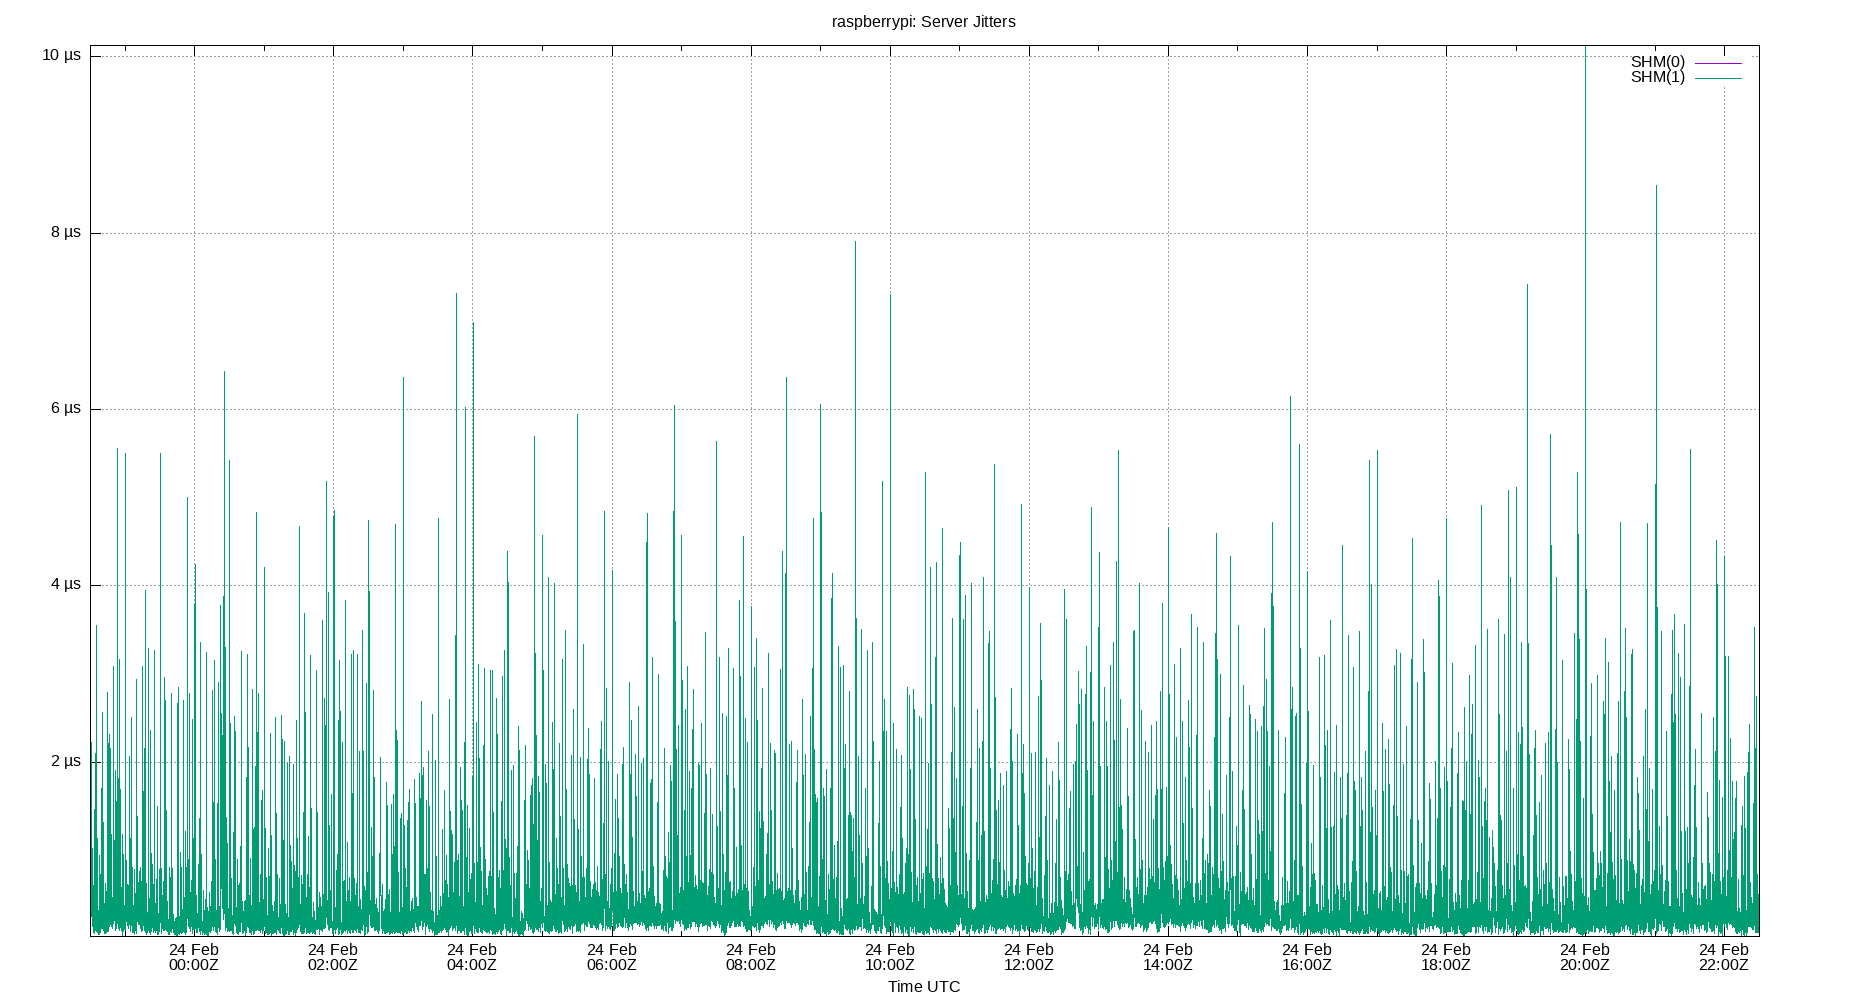 raspberrypi: Server Jitters
10 µs
8 µs
6 µs
4 µs
2 µs
SHM(0)
SHM(1)
24 Feb 24 Feb 24 Feb 24 Feb 24 Feb 24 Feb 24 Feb 24 Feb 24 Feb 24 Feb 24 Feb 24 Feb
00:00Z 02:00Z 04:00Z 06:00Z 08:00Z 10:00Z 12:00Z 14:00Z 16:00Z 18:00Z 20:00Z 22:00Z
Time UTC